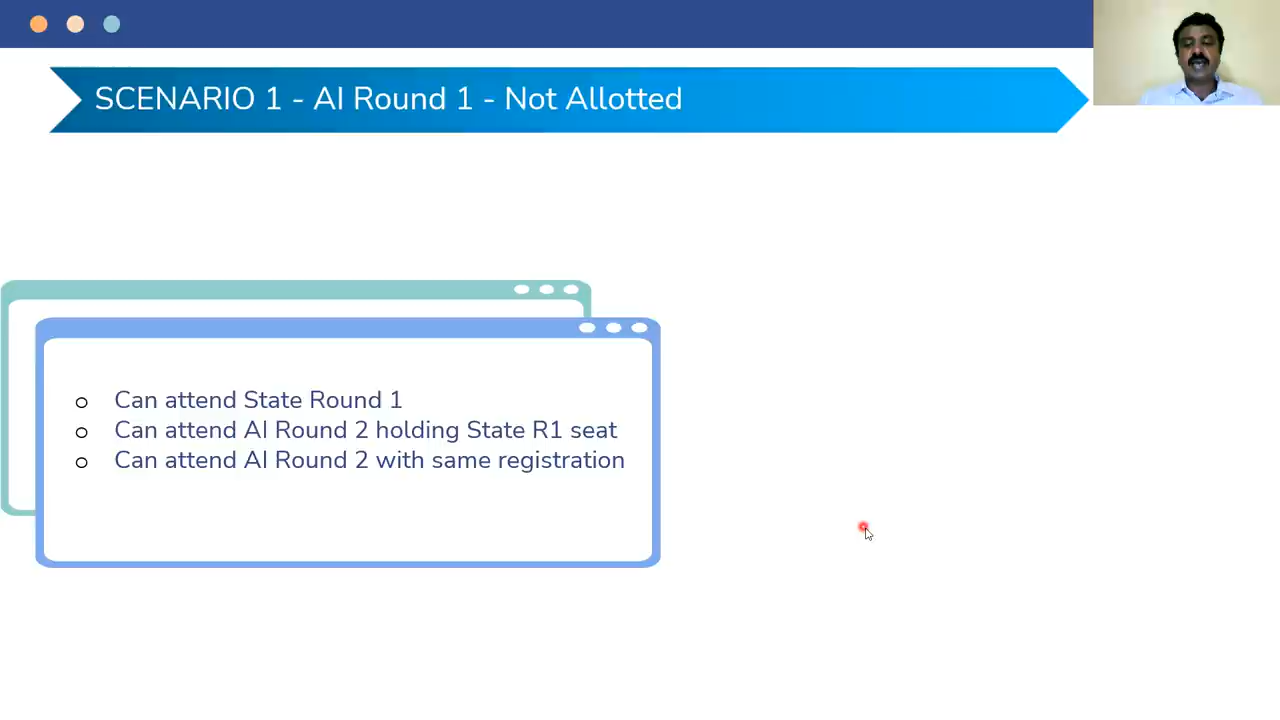 SCENARIO 1 - AI Round 1 - Not Allotted
o Can attend State Round 1
o Can attend AI Round 2 holding State R1 seat
o Can attend AI Round 2 with same registration